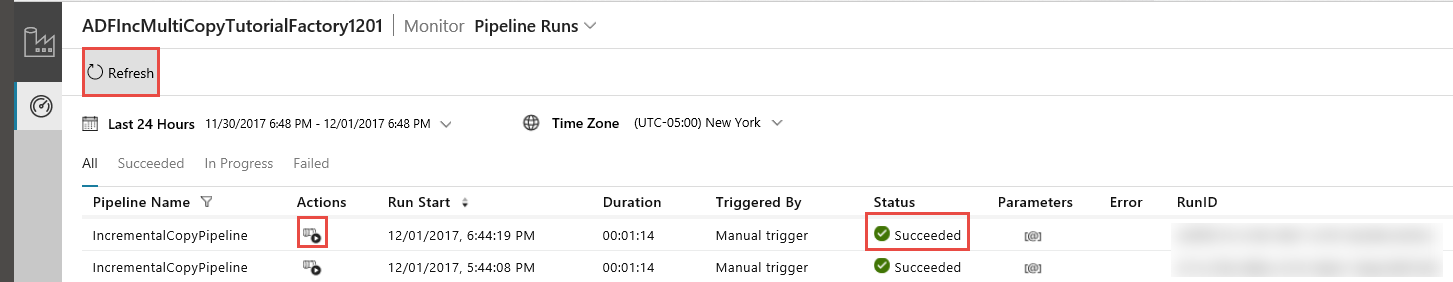 ADFIncMultiCopyTutorialFactory1201 Monitor Pipeline Runs
Refresh
Last 24 Hours 11/30/2017 6:48 PM - 12/01/2017 6:48 PM Time Zone (UTC-05:00) New York
All Succeeded In Progress Failed
Pipeline Name Actions Run Start Duration Triggered By Status Parameters Error RunID
IncrementalCopyPipeline 12/01/2017, 6:44:19 PM 00:01:14 Manual trigger Succeeded [@]
IncrementalCopyPipeline 12/01/2017, 5:44:08 PM 00:01:14 Manual trigger Succeeded [@]